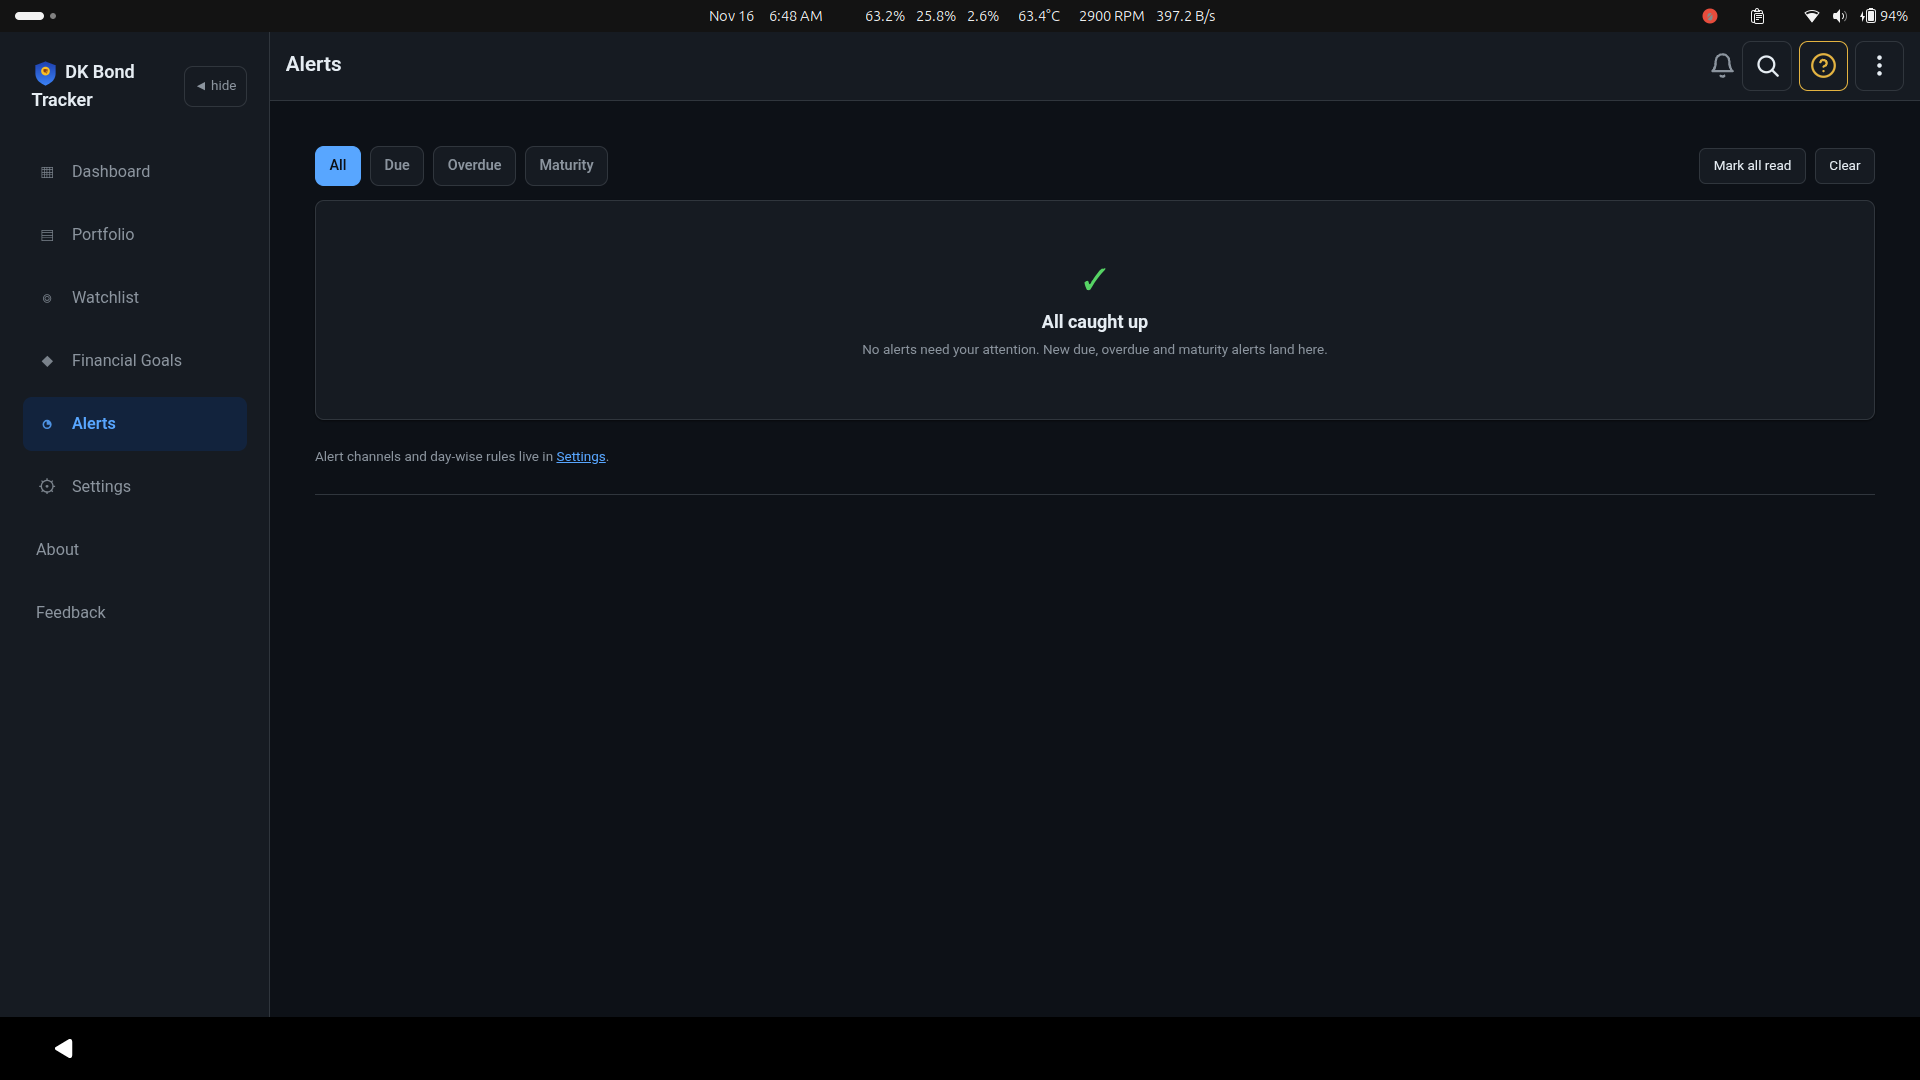 Nov 16 6:48 AM 63.2% 25.8% 2.6% 63.4°C 2900 RPM 397.2 B/s 94%
DK Bond
Tracker
◄ hide
Dashboard
Portfolio
Watchlist
Financial Goals
Alerts
Settings
About
Feedback
Alerts
All Due Overdue Maturity Mark all read Clear
All caught up
No alerts need your attention. New due, overdue and maturity alerts land here.
Alert channels and day-wise rules live in Settings.